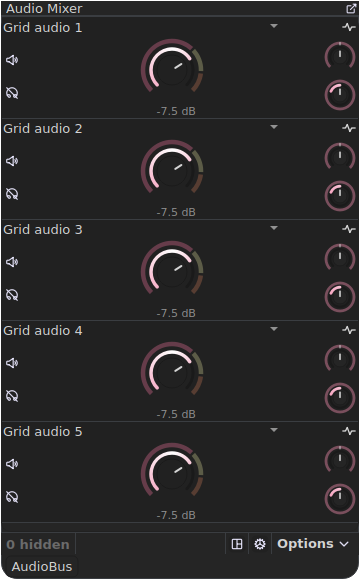 Audio Mixer
Grid audio 1
-7.5 dB
Grid audio 2
-7.5 dB
Grid audio 3
-7.5 dB
Grid audio 4
-7.5 dB
Grid audio 5
-7.5 dB
0 hidden Options
AudioBus